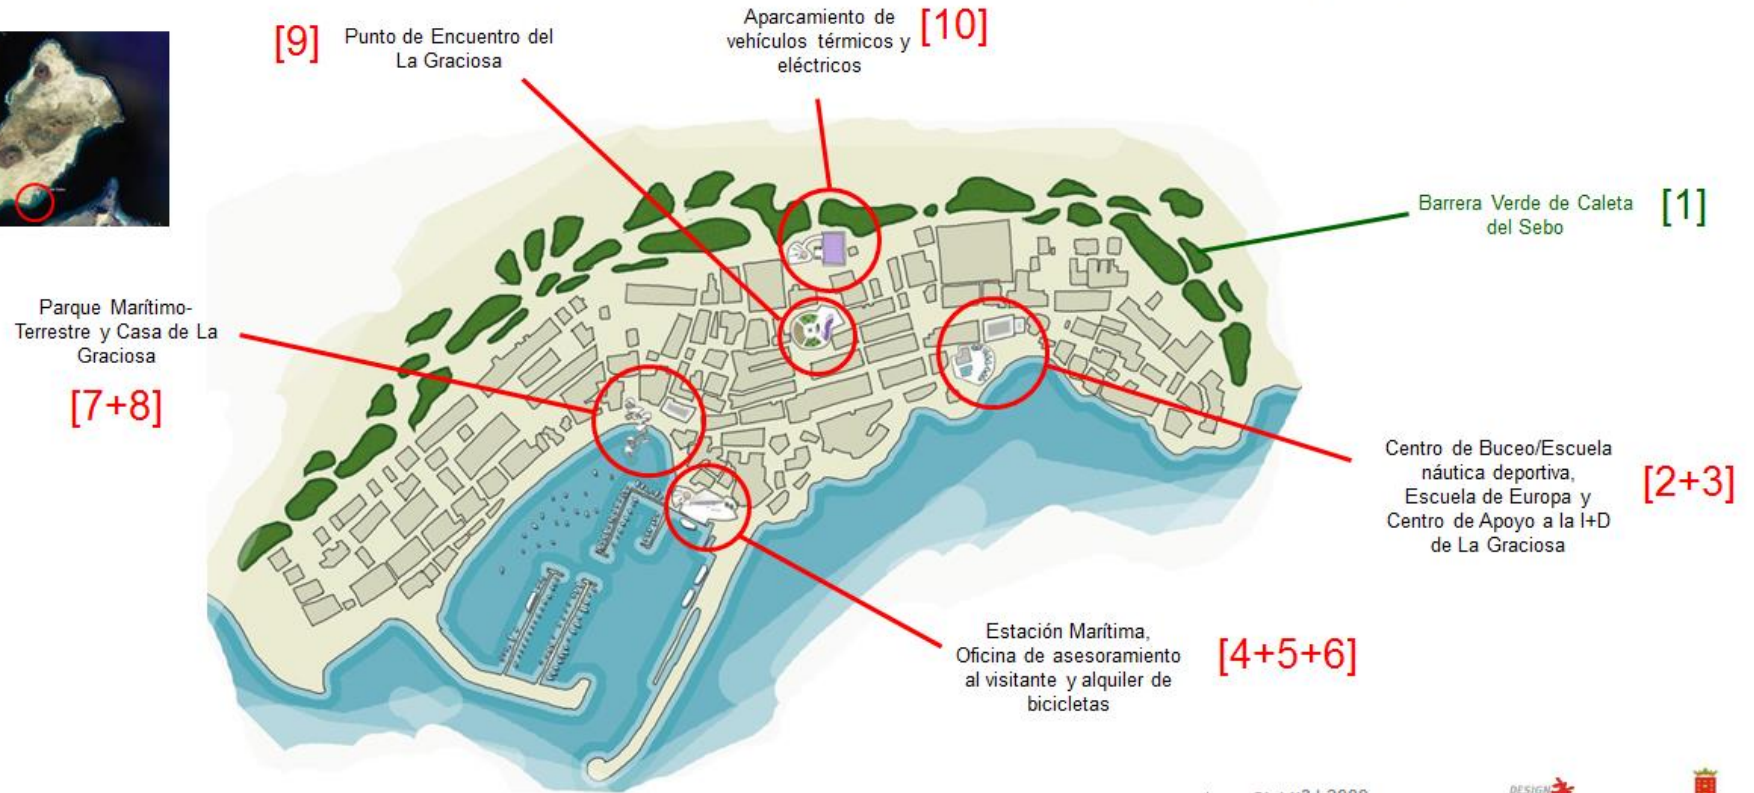 [9]
Punto de Encuentro del
La Graciosa
Aparcamiento de
vehículos térmicos y
eléctricos
[10]
Barrera Verde de Caleta
del Sebo
[1]
Parque Marítimo-
Terrestre y Casa de La
Graciosa
[7+8]
Centro de Buceo/Escuela
náutica deportiva,
Escuela de Europa y
Centro de Apoyo a la I+D
de La Graciosa
[2+3]
Estación Marítima,
Oficina de asesoramiento
al visitante y alquiler de
bicicletas
[4+5+6]
DESIGN